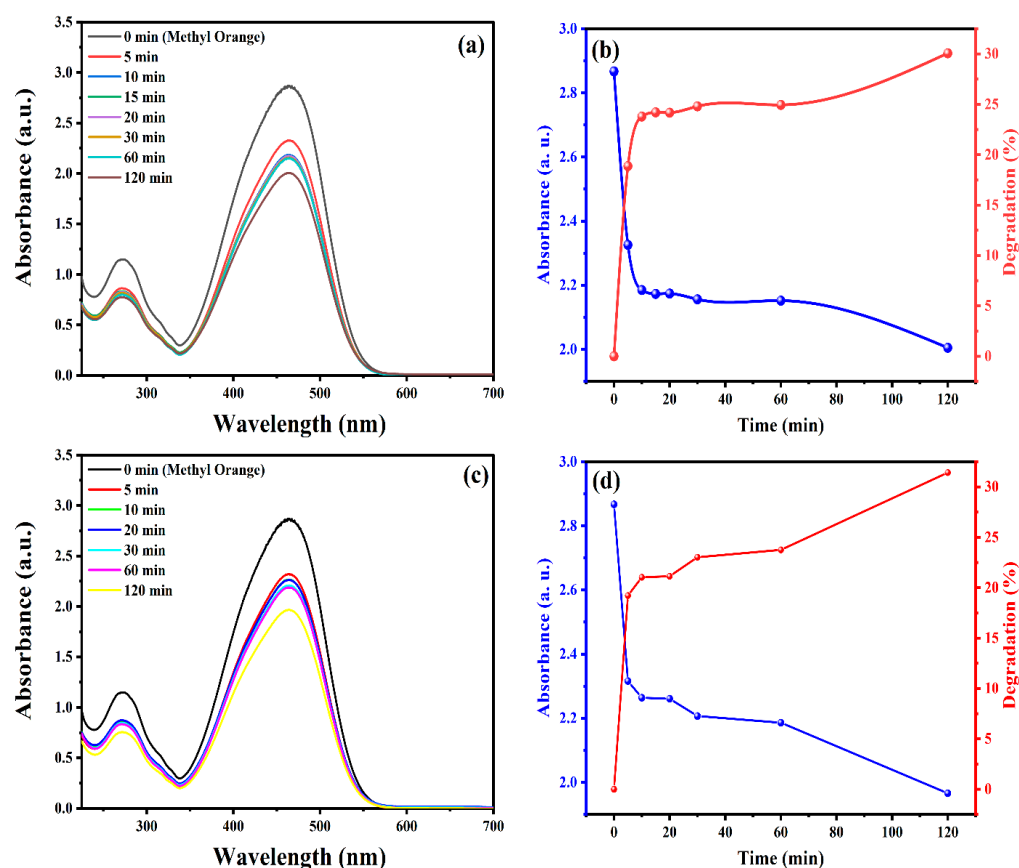 (a)
0 min (Methyl Orange)
5 min
10 min
15 min
20 min
30 min
60 min
120 min
Absorbance (a.u.)
3.5
3.0
2.5
2.0
1.5
1.0
0.5
0.0
300 400 500 600 700
Wavelength (nm)
(b)
Absorbance (a. u.)
3.0
2.8
2.6
2.4
2.2
2.0
0 20 40 60 80 100 120
Time (min)
30
25
20
15
10
5
0
Degradation (%)
(c)
0 min (Methyl Orange)
5 min
10 min
20 min
30 min
60 min
120 min
Absorbance (a.u.)
3.5
3.0
2.5
2.0
1.5
1.0
0.5
0.0
300 400 500 600 700
Wavelength (nm)
(d)
Absorbance (a. u.)
3.0
2.8
2.6
2.4
2.2
2.0
0 20 40 60 80 100 120
Time (min)
30
25
20
15
10
5
0
Degradation (%)